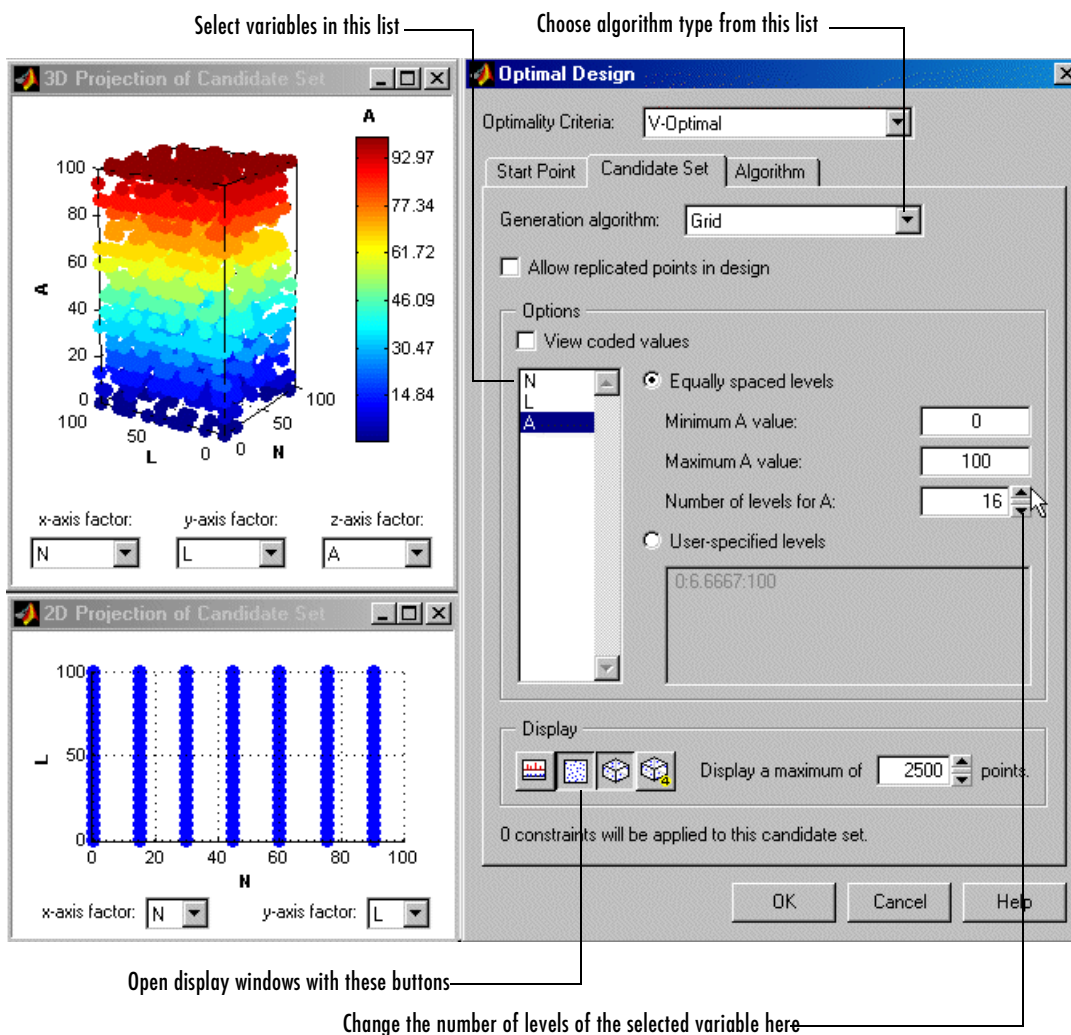 Select variables in this list
Choose algorithm type from this list
3D Projection of Candidate Set
A
100
80
60
40
20
0
A
100
50
0
L
0
50
100
N
92.97
77.34
61.72
46.09
30.47
14.84
x-axis factor:
y-axis factor:
z-axis factor:
N
L
A
2D Projection of Candidate Set
100
50
0
L
0
20
40
60
80
100
N
x-axis factor:
N
y-axis factor:
L
Optimal Design
Optimality Criteria:
V-Optimal
Start Point
Candidate Set
Algorithm
Generation algorithm:
Grid
Allow replicated points in design
Options
View coded values
N
L
A
Equally spaced levels
Minimum A value:
0
Maximum A value:
100
Number of levels for A:
16
User-specified levels
0:6.6667:100
Display
4
Display a maximum of
2500
points.
0 constraints will be applied to this candidate set.
OK
Cancel
Help
Open display windows with these buttons
Change the number of levels of the selected variable here